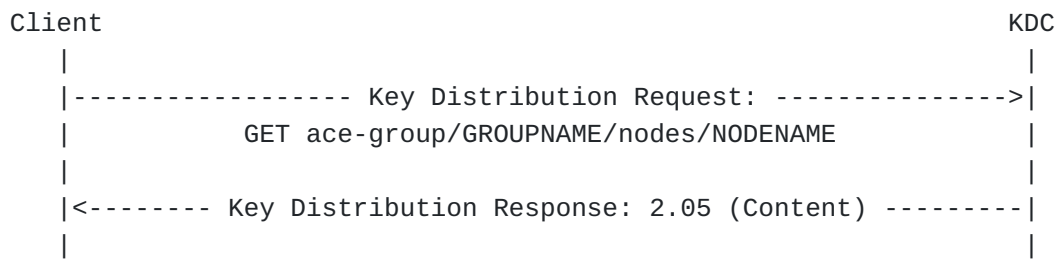 Client                                                         KDC
   |                                                            |
   |------------------ Key Distribution Request: -------------->|
   |           GET ace-group/GROUPNAME/nodes/NODENAME           |
   |                                                            |
   |<-------- Key Distribution Response: 2.05 (Content) --------|
   |                                                            |